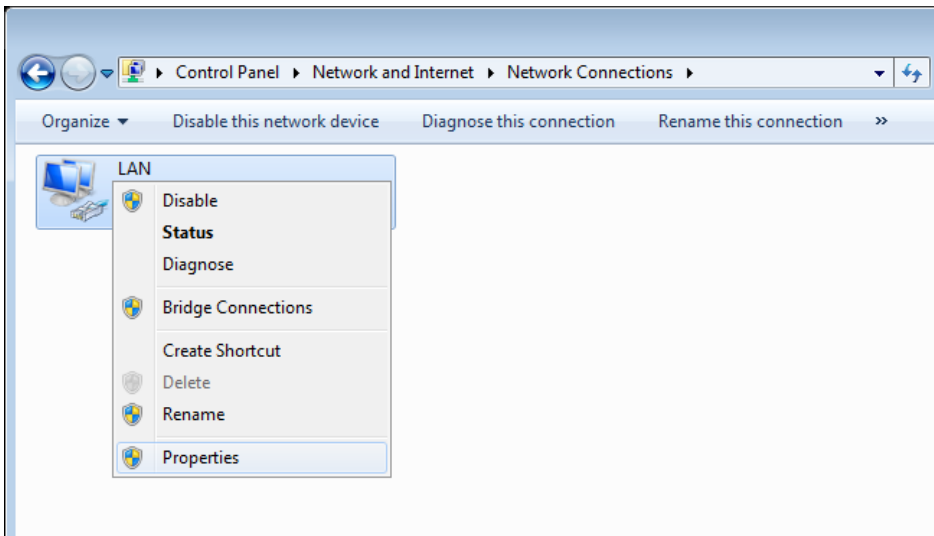 Control Panel Network and Internet Network Connections
Organize Disable this network device Diagnose this connection Rename this connection »
LAN
Disable
Status
Diagnose
Bridge Connections
Create Shortcut
Delete
Rename
Properties